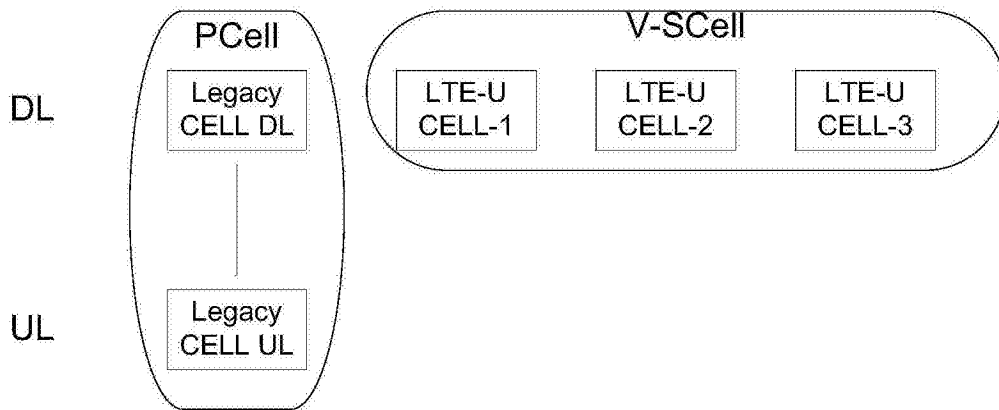 PCell
V-SCell
DL
Legacy
CELL DL
LTE-U
CELL-1
LTE-U
CELL-2
LTE-U
CELL-3
UL
Legacy
CELL UL